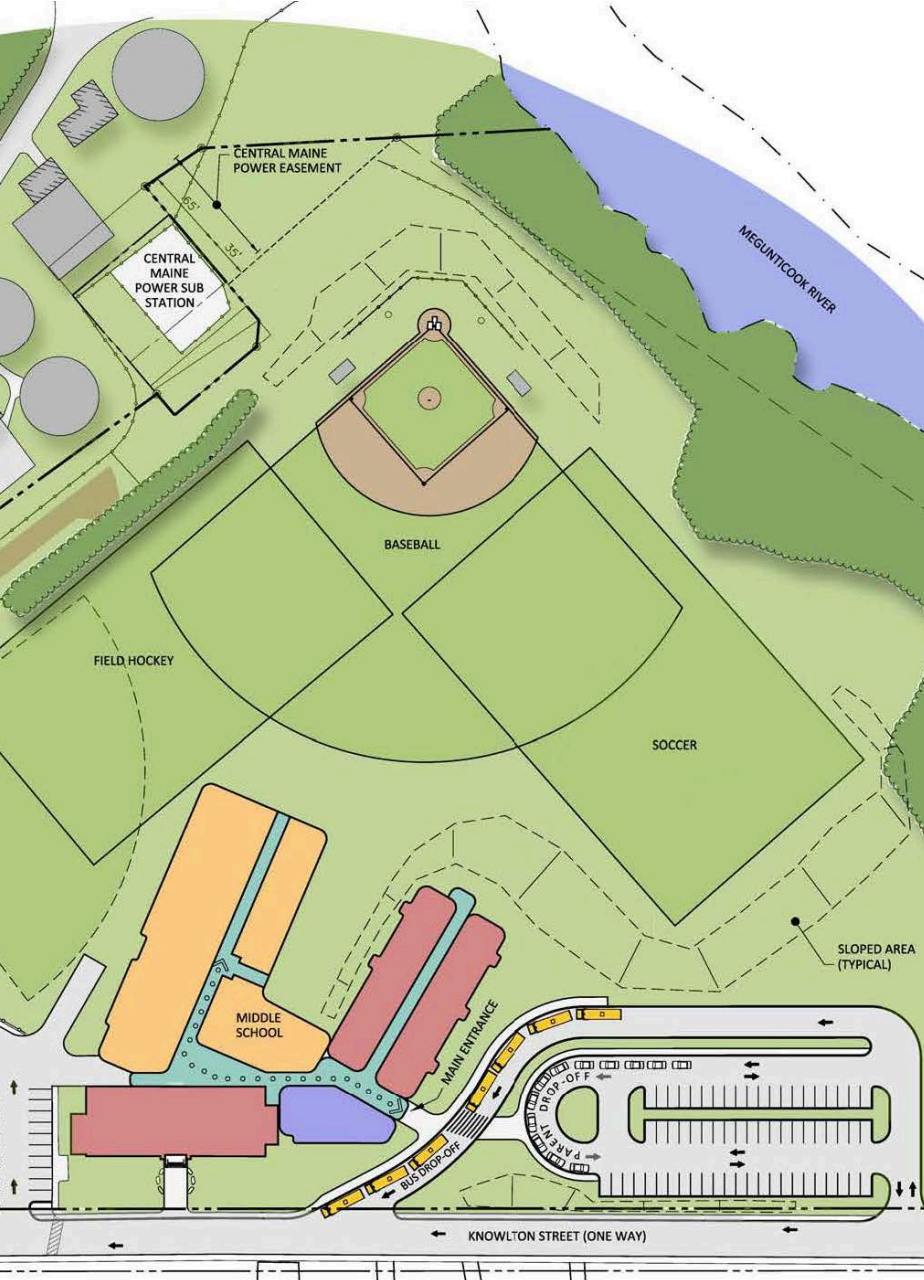 CENTRAL MAINE
POWER EASEMENT
65'
35'
CENTRAL
MAINE
POWER SUB
STATION
MEGUNTICOOK RIVER
BASEBALL
FIELD HOCKEY
SOCCER
SLOPED AREA
(TYPICAL)
MIDDLE
SCHOOL
MAIN ENTRANCE
PARENT DROP-OFF
BUS DROP-OFF
KNOWLTON STREET (ONE WAY)